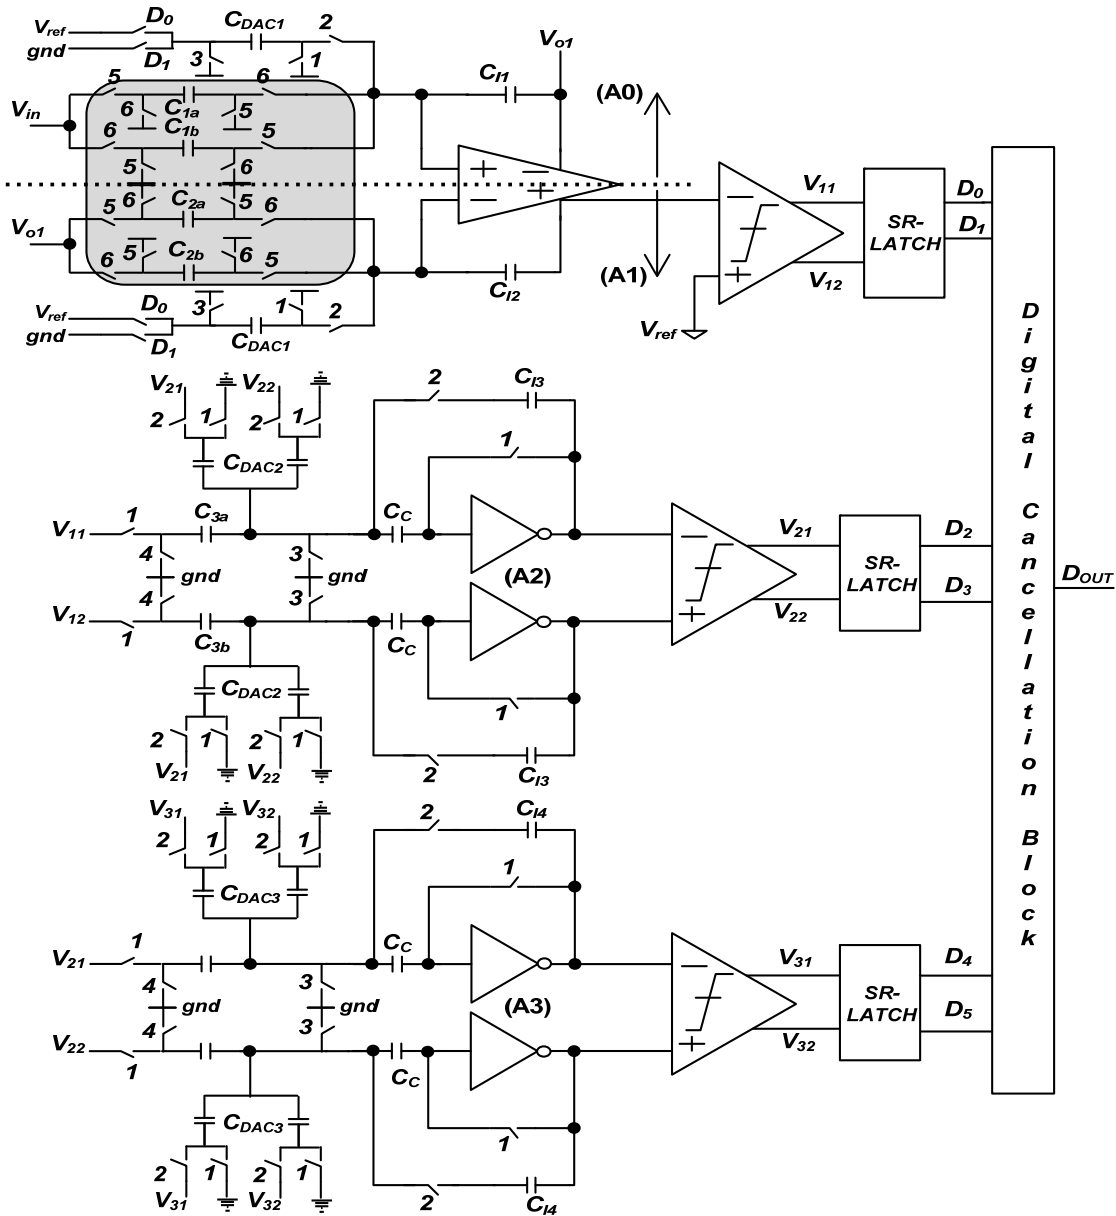 Vref D0 CDAC1 2
gnd D1 3 1 Vo1
5 C1a 6 CI1 (A0)
Vin 6 C1b 5
6 5
5 6
+ − + −
6 C2a 5
5 6
Vo1 5 C2b 6
6 5
CI2 (A1)
− + V11 V12 SR-LATCH D0 D1
Vref
Vref D0 3 1 2
gnd D1 CDAC1
V21 V22
2 1 2 1
CDAC2
2 CI3
1
V11 1 C3a CC
4 gnd 3 gnd
4 3
(A2)
V12 1 C3b CC
− + V21 V22 SR-LATCH D2 D3
CDAC2
2 1 2 1
V21 V22
1
2 CI3
V31 V32
2 1 2 1
CDAC3
2 CI4
1
V21 1 CC
4 gnd 3 gnd
4 3
(A3)
V22 1 CC
− + V31 V32 SR-LATCH D4 D5
CDAC3
2 1 2 1
V31 V32
1
2 CI4
Digital Cancellation Block
DOUT